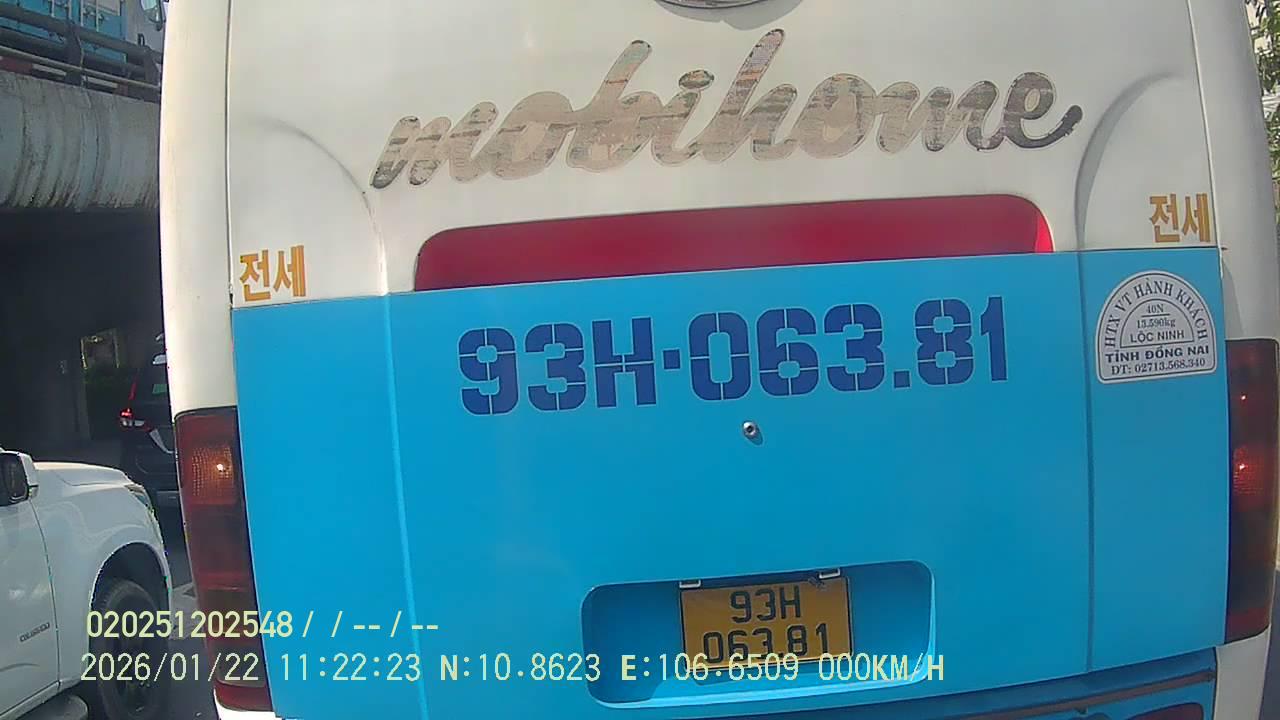 mobihome
전세
전세
93H·063.81
HTX VT HÀNH KHÁCH
40N
13.590kg
LỘC NINH
TỈNH ĐỒNG NAI
ĐT: 02713.568.340
93H
063.81
COLORADO
020251202548 / / -- / --
2026/01/22 11:22:23 N:10.8623 E:106.6509 000KM/H